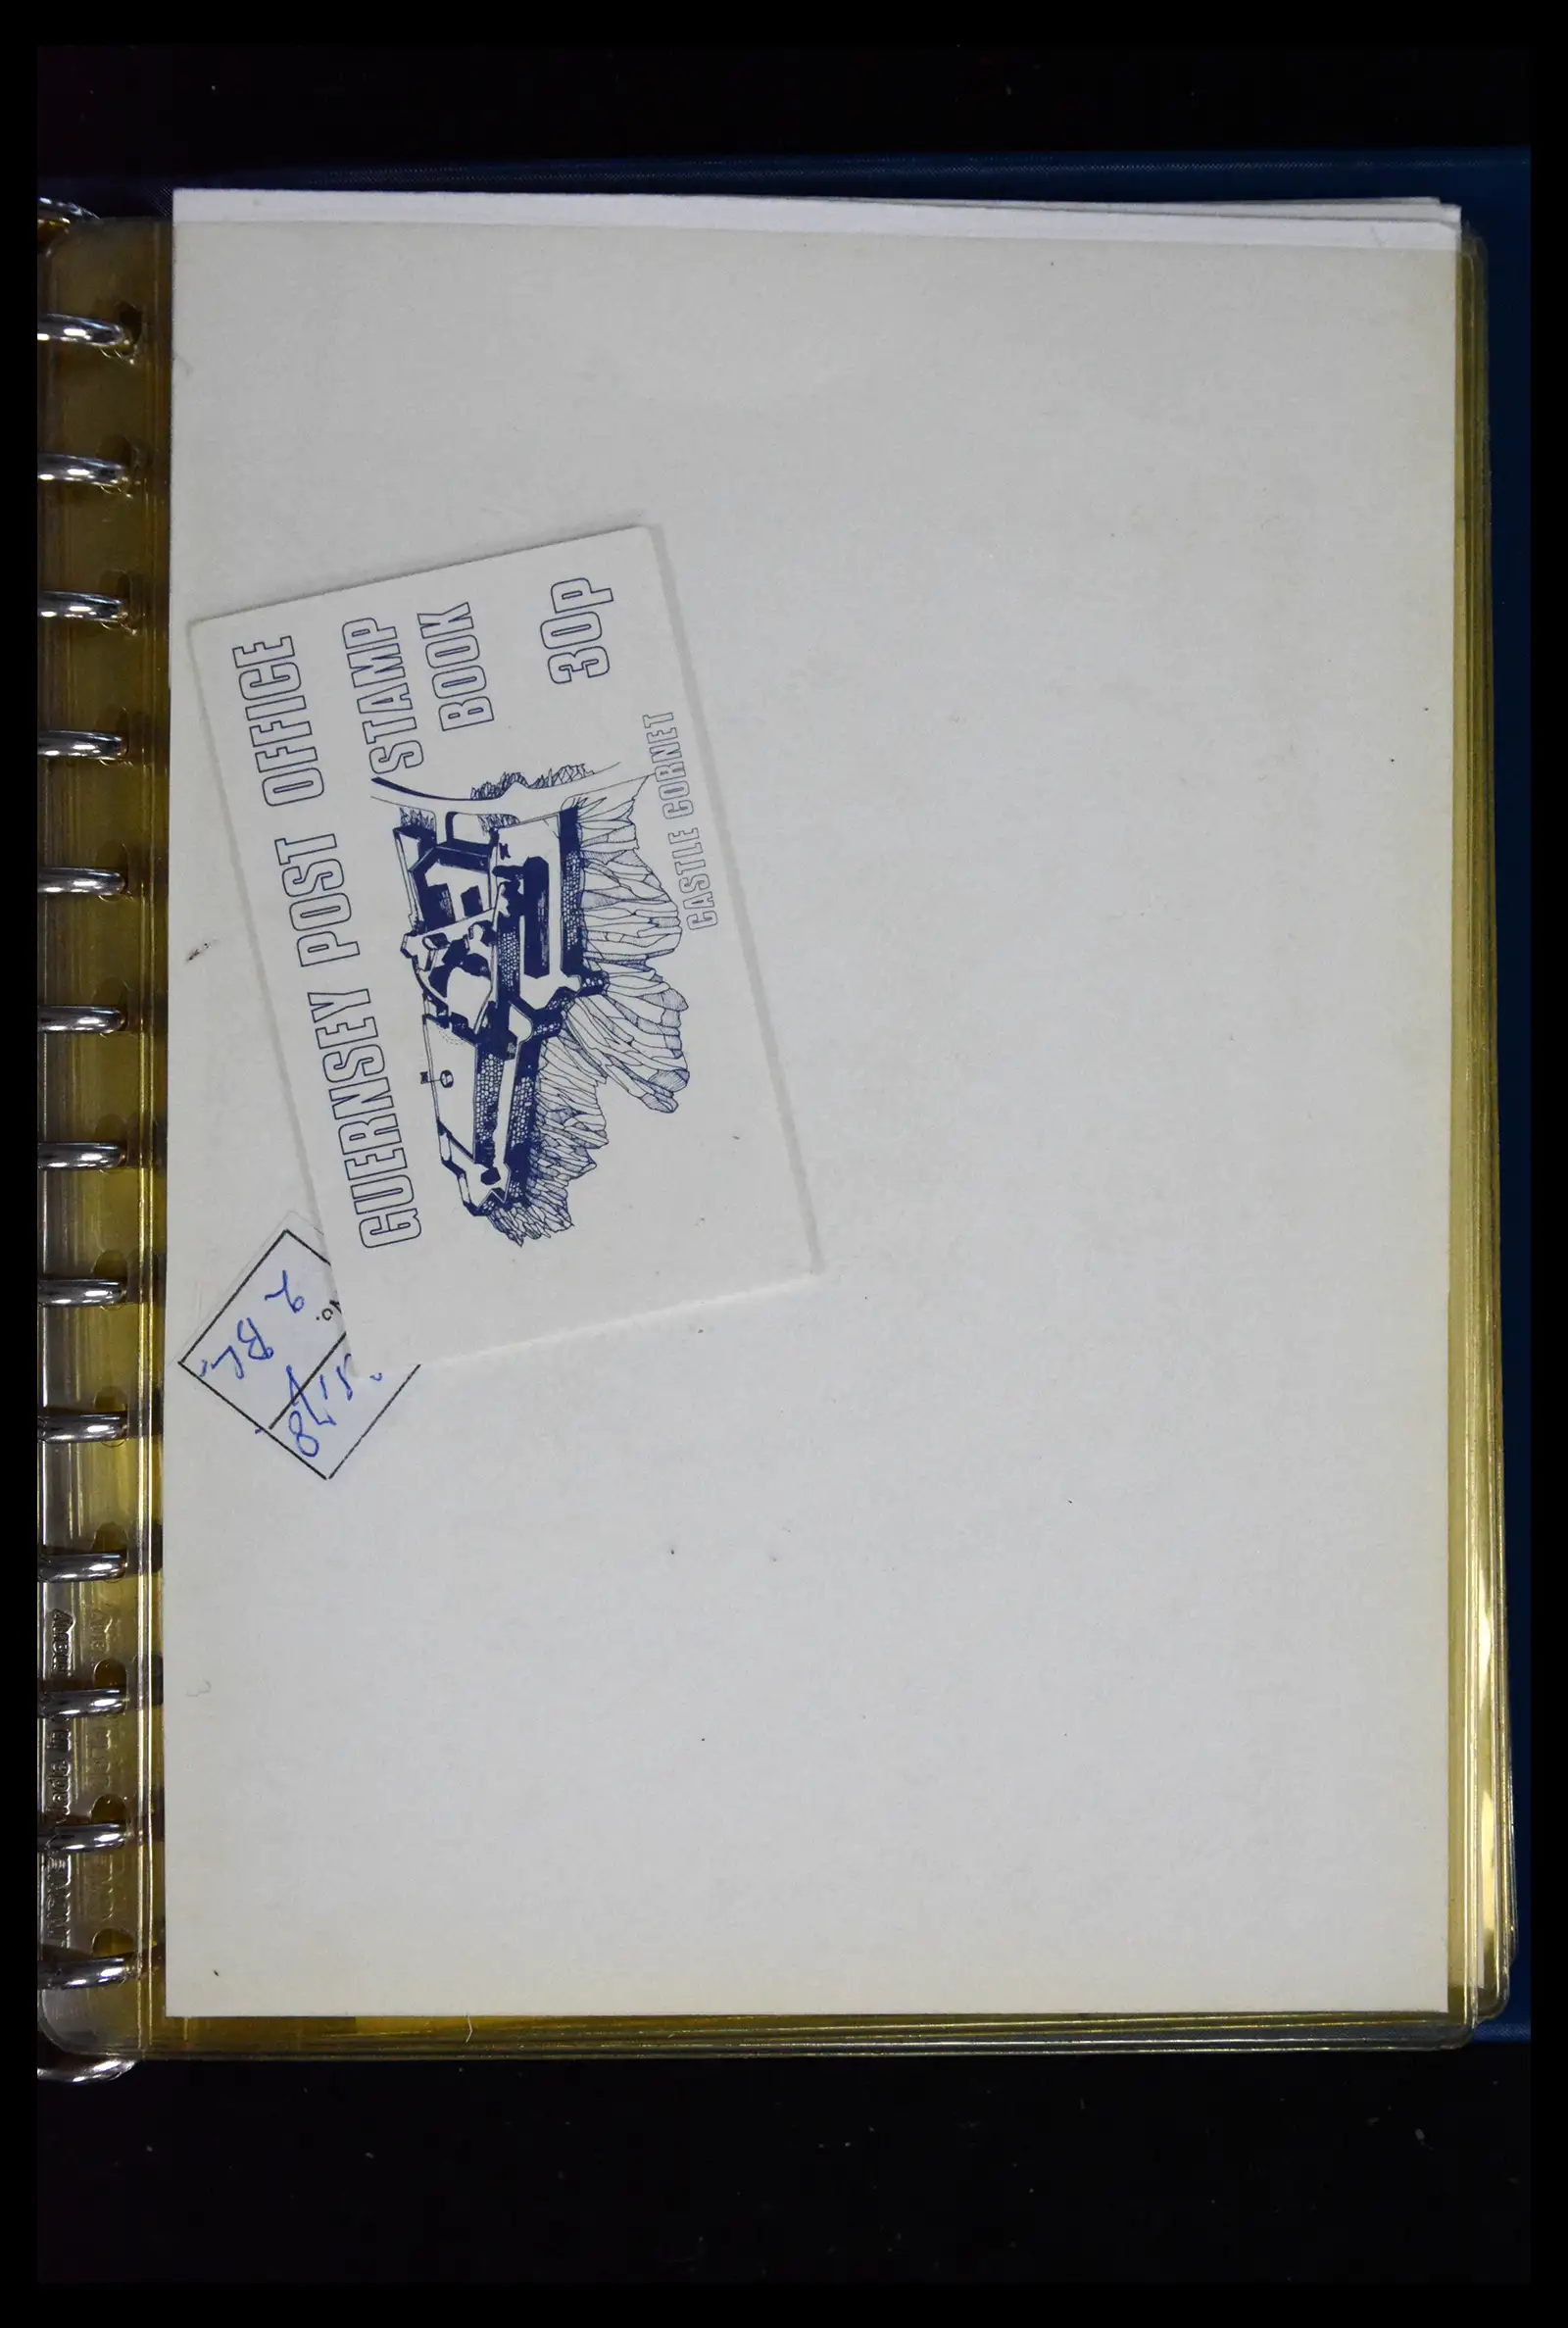 GUERNSEY POST OFFICE
STAMP
BOOK
30p
CASTLE CORNET